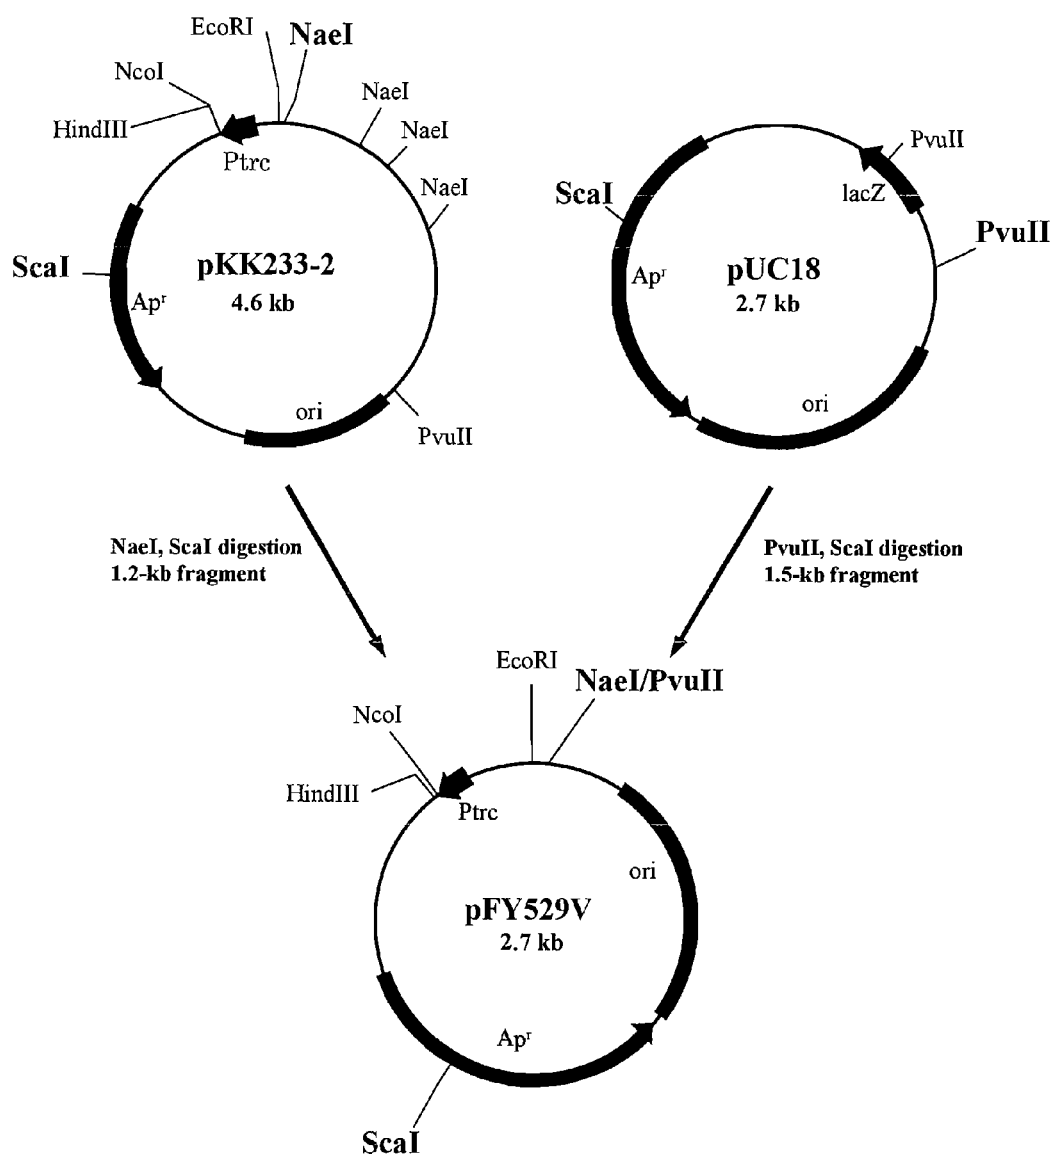 EcoRI
NaeI
NcoI
NaeI
HindIII
NaeI
Ptrc
NaeI
ScaI
pKK233-2
4.6 kb
Apʳ
ori
PvuII
PvuII
lacZ
ScaI
PvuII
pUC18
2.7 kb
Apʳ
ori
NaeI, ScaI digestion
1.2-kb fragment
PvuII, ScaI digestion
1.5-kb fragment
EcoRI
NaeI/PvuII
NcoI
HindIII
Ptrc
ori
pFY529V
2.7 kb
Apʳ
ScaI